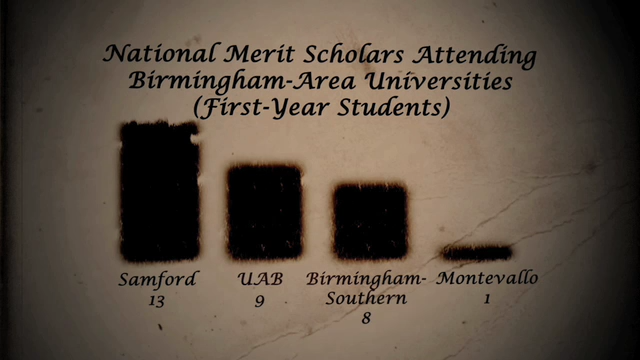 National Merit Scholars Attending
Birmingham-Area Universities
(First-Year Students)
Samford
13
UAB
9
Birmingham-
Southern
8
Montevallo
1